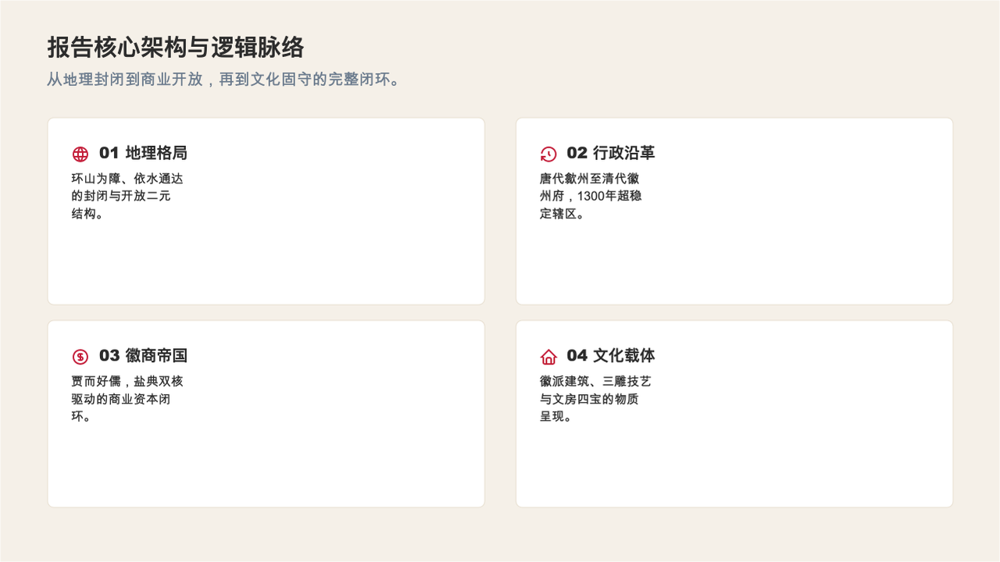 报告核心架构与逻辑脉络
从地理封闭到商业开放，再到文化固守的完整闭环。
01 地理格局
环山为障、依水通达
的封闭与开放二元
结构。
02 行政沿革
唐代歙州至清代徽
州府，1300年超稳
定辖区。
03 徽商帝国
贾而好儒，盐典双核
驱动的商业资本闭
环。
04 文化载体
徽派建筑、三雕技艺
与文房四宝的物质
呈现。